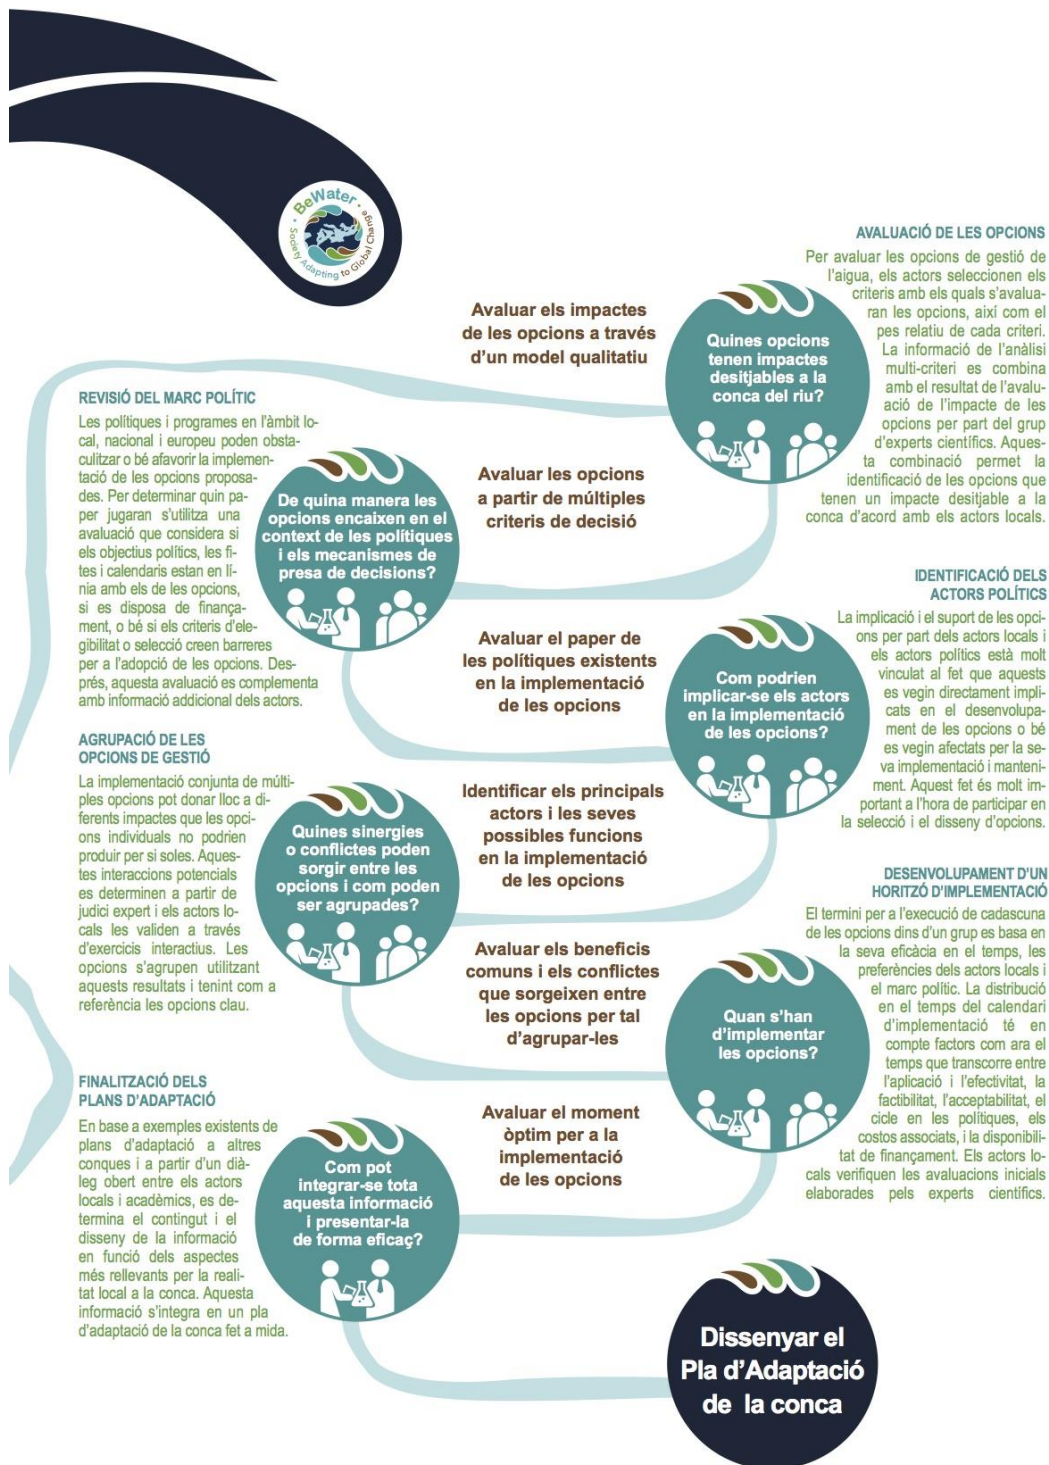 BeWater
Society Adapting to Global Change
AVALUACIÓ DE LES OPCIONS
Per avaluar les opcions de gestió de
l'aigua, els actors seleccionen els
criteris amb els quals s'avalua-
ran les opcions, així com el
pes relatiu de cada criteri.
La informació de l'anàlisi
multi-criteri es combina
amb el resultat de l'avalu-
ació de l'impacte de les
opcions per part del grup
d'experts científics. Aques-
ta combinació permet la
identificació de les opcions que
tenen un impacte desitjable a la
conca d'acord amb els actors locals.
Avaluar els impactes
de les opcions a través
d'un model qualitatiu
Quines opcions
tenen impactes
desitjables a la
conca del riu?
REVISIÓ DEL MARC POLÍTIC
Les polítiques i programes en l'àmbit lo-
cal, nacional i europeu poden obsta-
culitzar o bé afavorir la implemen-
tació de les opcions proposa-
des. Per determinar quin pa-
per jugaran s'utilitza una
avaluació que considera si
els objectius polítics, les fi-
tes i calendaris estan en lí-
nia amb els de les opcions,
si es disposa de finança-
ment, o bé si els criteris d'ele-
gibilitat o selecció creen barreres
per a l'adopció de les opcions. Des-
prés, aquesta avaluació es complementa
amb informació addicional dels actors.
De quina manera les
opcions encaixen en el
context de les polítiques
i els mecanismes de
presa de decisions?
Avaluar les opcions
a partir de múltiples
criteris de decisió
IDENTIFICACIÓ DELS
ACTORS POLÍTICS
La implicació i el suport de les opci-
ons per part dels actors locals i
els actors polítics està molt
vinculat al fet que aquests
es vegin directament impli-
cats en el desenvolupa-
ment de les opcions o bé
es vegin afectats per la se-
va implementació i manteni-
ment. Aquest fet és molt im-
portant a l'hora de participar en
la selecció i el disseny d'opcions.
Avaluar el paper de
les polítiques existents
en la implementació
de les opcions
Com podrien
implicar-se els actors
en la implementació
de les opcions?
AGRUPACIÓ DE LES
OPCIONS DE GESTIÓ
La implementació conjunta de múlti-
ples opcions pot donar lloc a di-
ferents impactes que les opci-
ons individuals no podrien
produir per si soles. Aques-
tes interaccions potencials
es determinen a partir de
judici expert i els actors lo-
cals les validen a través
d'exercicis interactius. Les
opcions s'agrupen utilitzant
aquests resultats i tenint com a
referència les opcions clau.
Quines sinergies
o conflictes poden
sorgir entre les
opcions i com poden
ser agrupades?
Identificar els principals
actors i les seves
possibles funcions
en la implementació
de les opcions
DESENVOLUPAMENT D'UN
HORITZÓ D'IMPLEMENTACIÓ
El termini per a l'execució de cadascuna
de les opcions dins d'un grup es basa en
la seva eficàcia en el temps, les
preferències dels actors locals i
el marc polític. La distribució
en el temps del calendari
d'implementació té en
compte factors com ara el
temps que transcorre entre
l'aplicació i l'efectivitat, la
factibilitat, l'acceptabilitat, el
cicle en les polítiques, els
costos associats, i la disponibili-
tat de finançament. Els actors lo-
cals verifiquen les avaluacions inicials
elaborades pels experts científics.
Avaluar els beneficis
comuns i els conflictes
que sorgeixen entre
les opcions per tal
d'agrupar-les
Quan s'han
d'implementar
les opcions?
FINALITZACIÓ DELS
PLANS D'ADAPTACIÓ
En base a exemples existents de
plans d'adaptació a altres
conques i a partir d'un dià-
leg obert entre els actors
locals i acadèmics, es de-
termina el contingut i el
disseny de la informació
en funció dels aspectes
més rellevants per la reali-
tat local a la conca. Aquesta
informació s'integra en un pla
d'adaptació de la conca fet a mida.
Com pot
integrar-se tota
aquesta informació
i presentar-la
de forma eficaç?
Avaluar el moment
òptim per a la
implementació
de les opcions
Dissenyar el
Pla d'Adaptació
de la conca